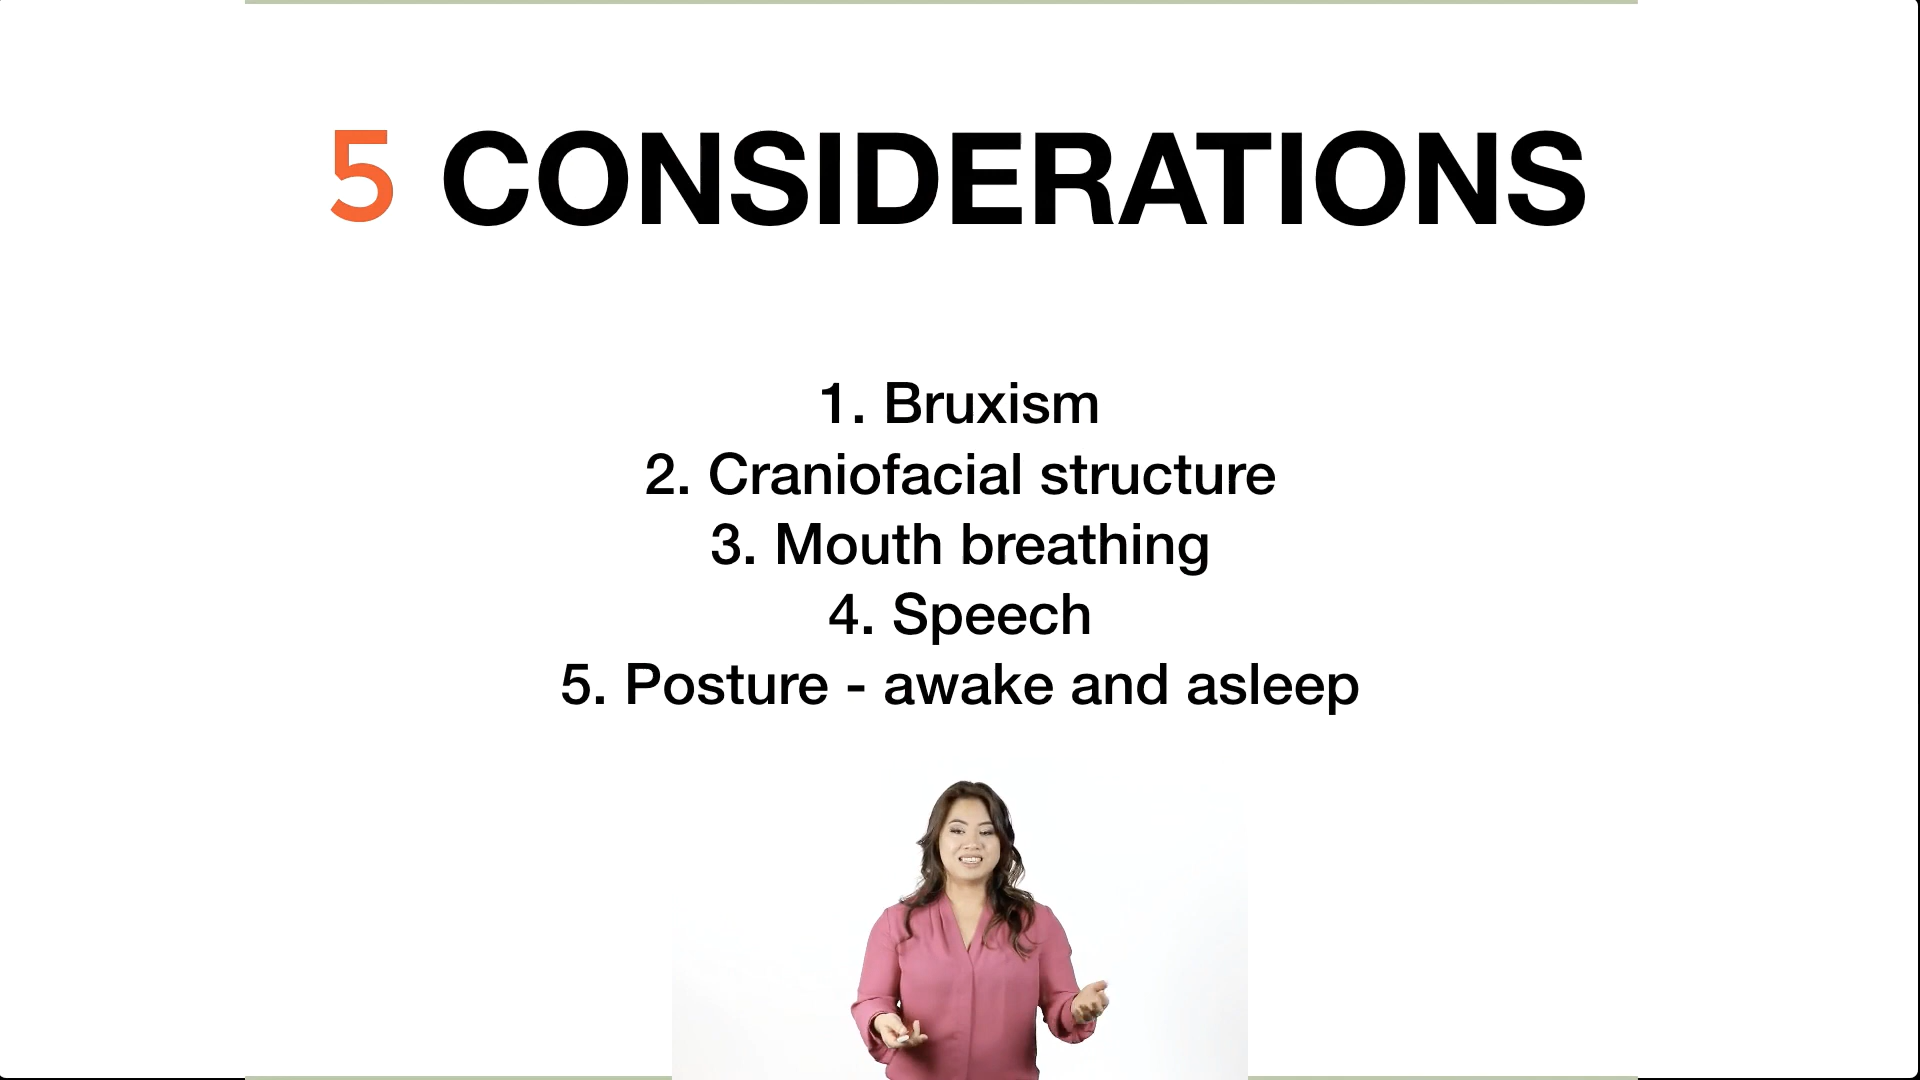 5 CONSIDERATIONS
1. Bruxism
2. Craniofacial structure
3. Mouth breathing
4. Speech
5. Posture - awake and asleep